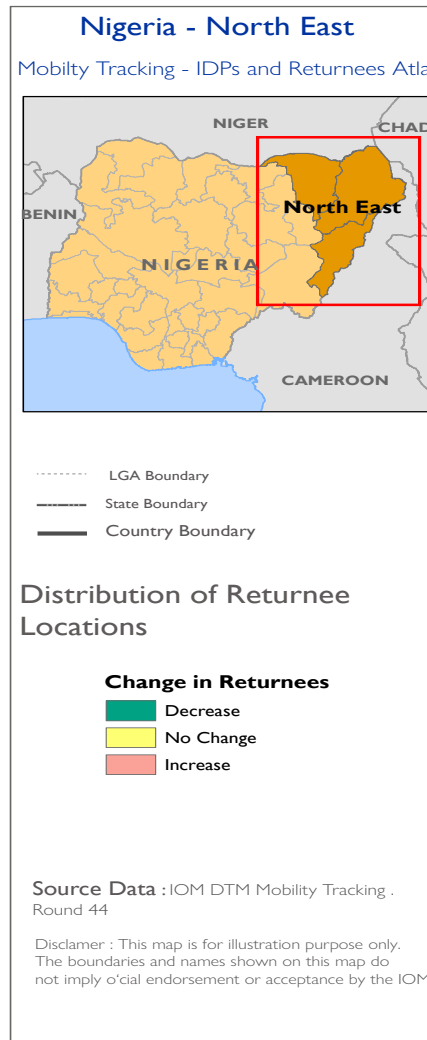 Nigeria - North East
Mobilty Tracking - IDPs and Returnees Atla
NIGER
CHAD
BENIN
North East
NIGERIA
CAMEROON
LGA Boundary
State Boundary
Country Boundary
Distribution of Returnee
Locations
Change in Returnees
Decrease
No Change
Increase
Source Data : IOM DTM Mobility Tracking .
Round 44
Disclamer : This map is for illustration purpose only.
The boundaries and names shown on this map do
not imply o'cial endorsement or acceptance by the IOM